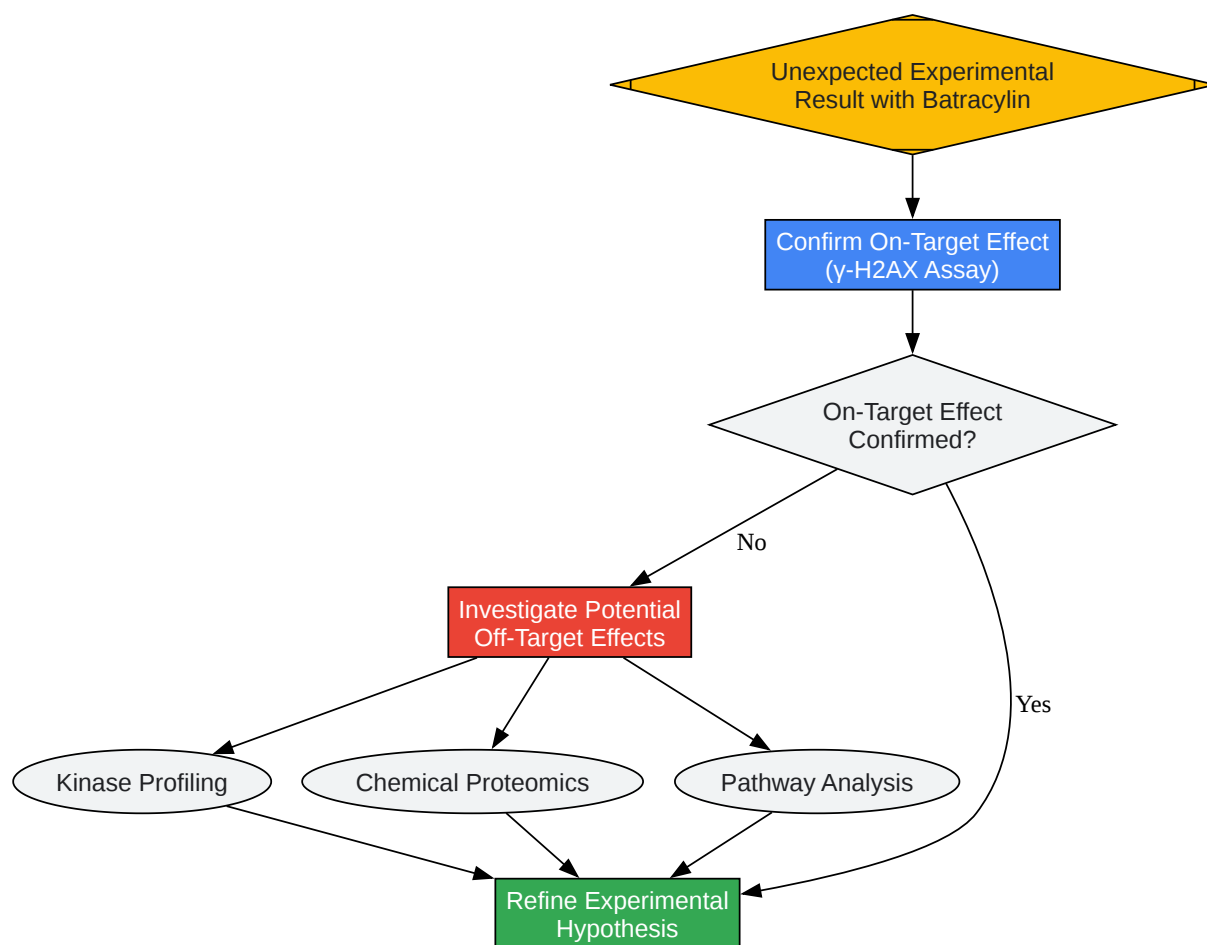 Unexpected Experimental
Result with Batracylin
Confirm On-Target Effect
(γ-H2AX Assay)
On-Target Effect
Confirmed?
No
Yes
Investigate Potential
Off-Target Effects
Kinase Profiling
Chemical Proteomics
Pathway Analysis
Refine Experimental
Hypothesis